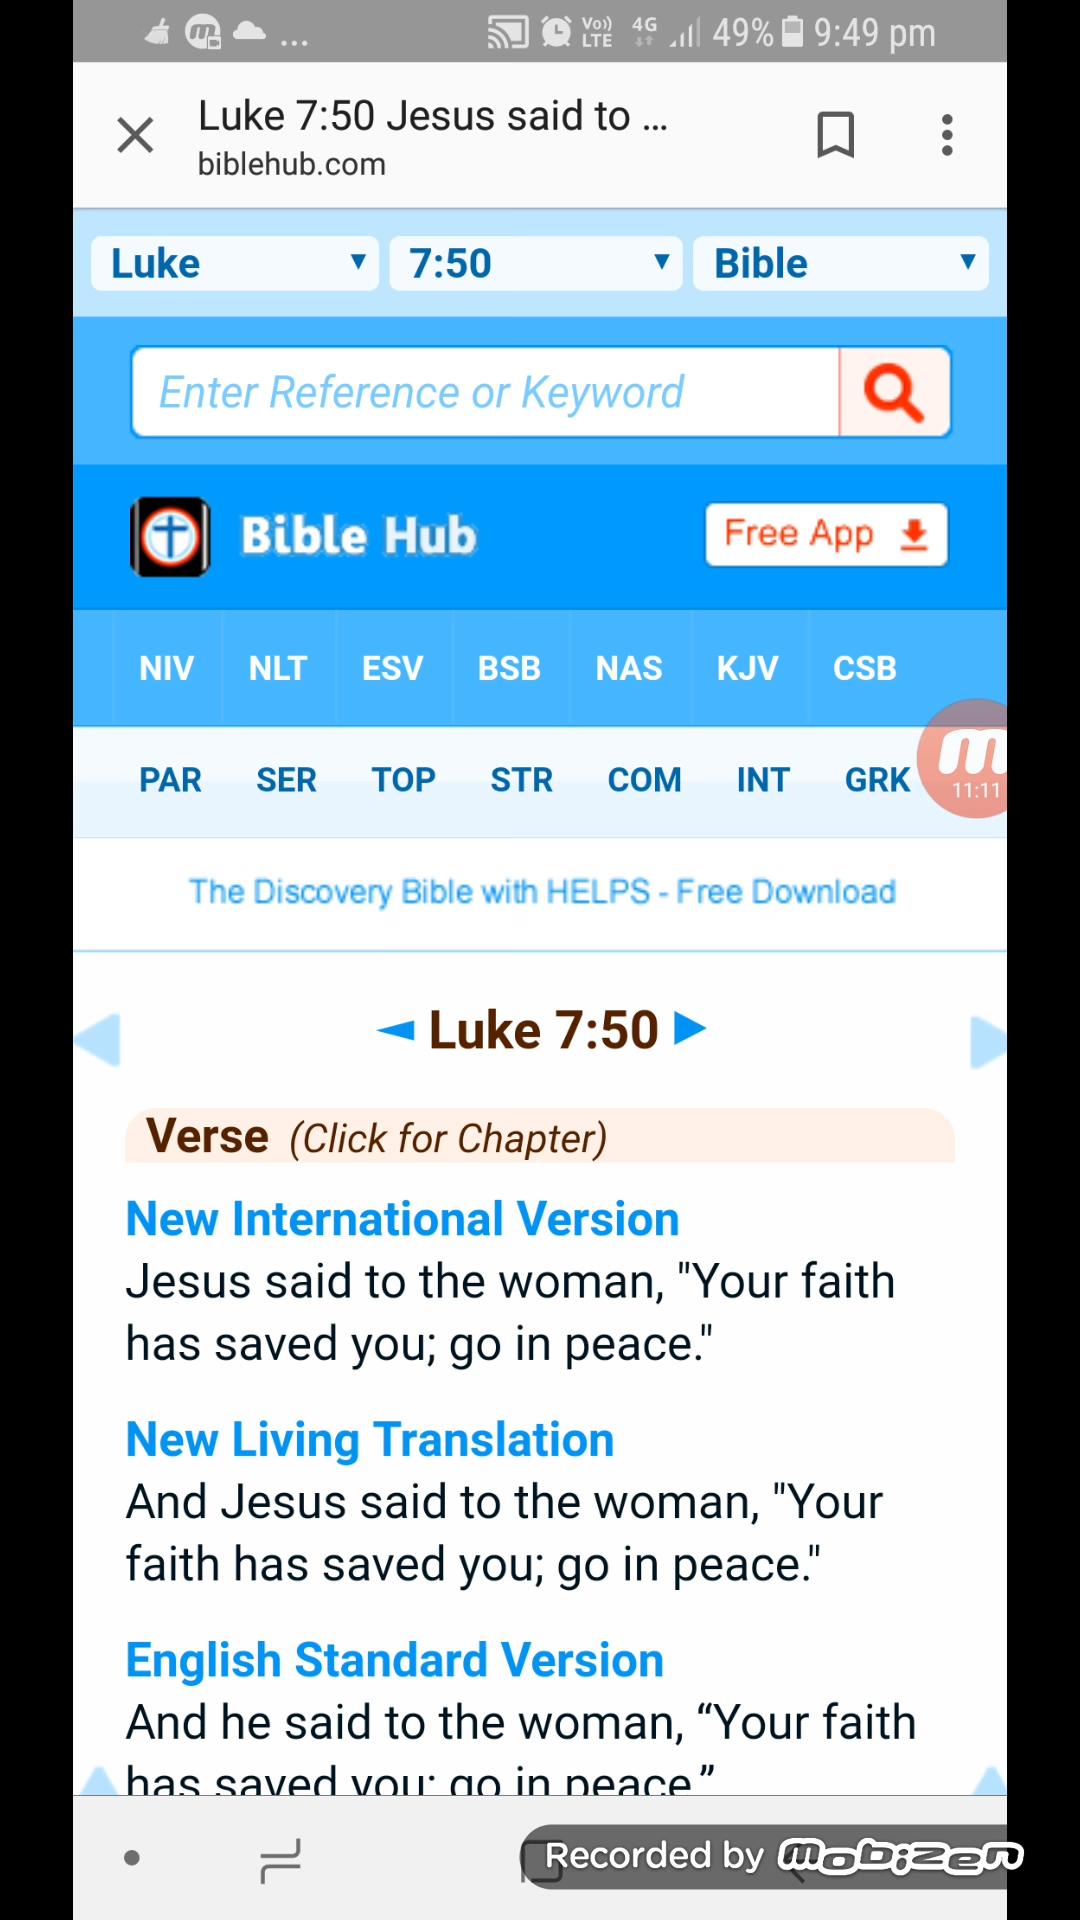 ... Vo)) LTE 4G 49% 9:49 pm
Luke 7:50 Jesus said to ...
biblehub.com
Luke 7:50 Bible
Enter Reference or Keyword
Bible Hub Free App
NIV NLT ESV BSB NAS KJV CSB
m
PAR SER TOP STR COM INT GRK 11:11
The Discovery Bible with HELPS - Free Download
◄ Luke 7:50 ►
Verse (Click for Chapter)
New International Version
Jesus said to the woman, "Your faith
has saved you; go in peace."
New Living Translation
And Jesus said to the woman, "Your
faith has saved you; go in peace."
English Standard Version
And he said to the woman, “Your faith
has saved you; go in peace.”
Recorded by mobizen